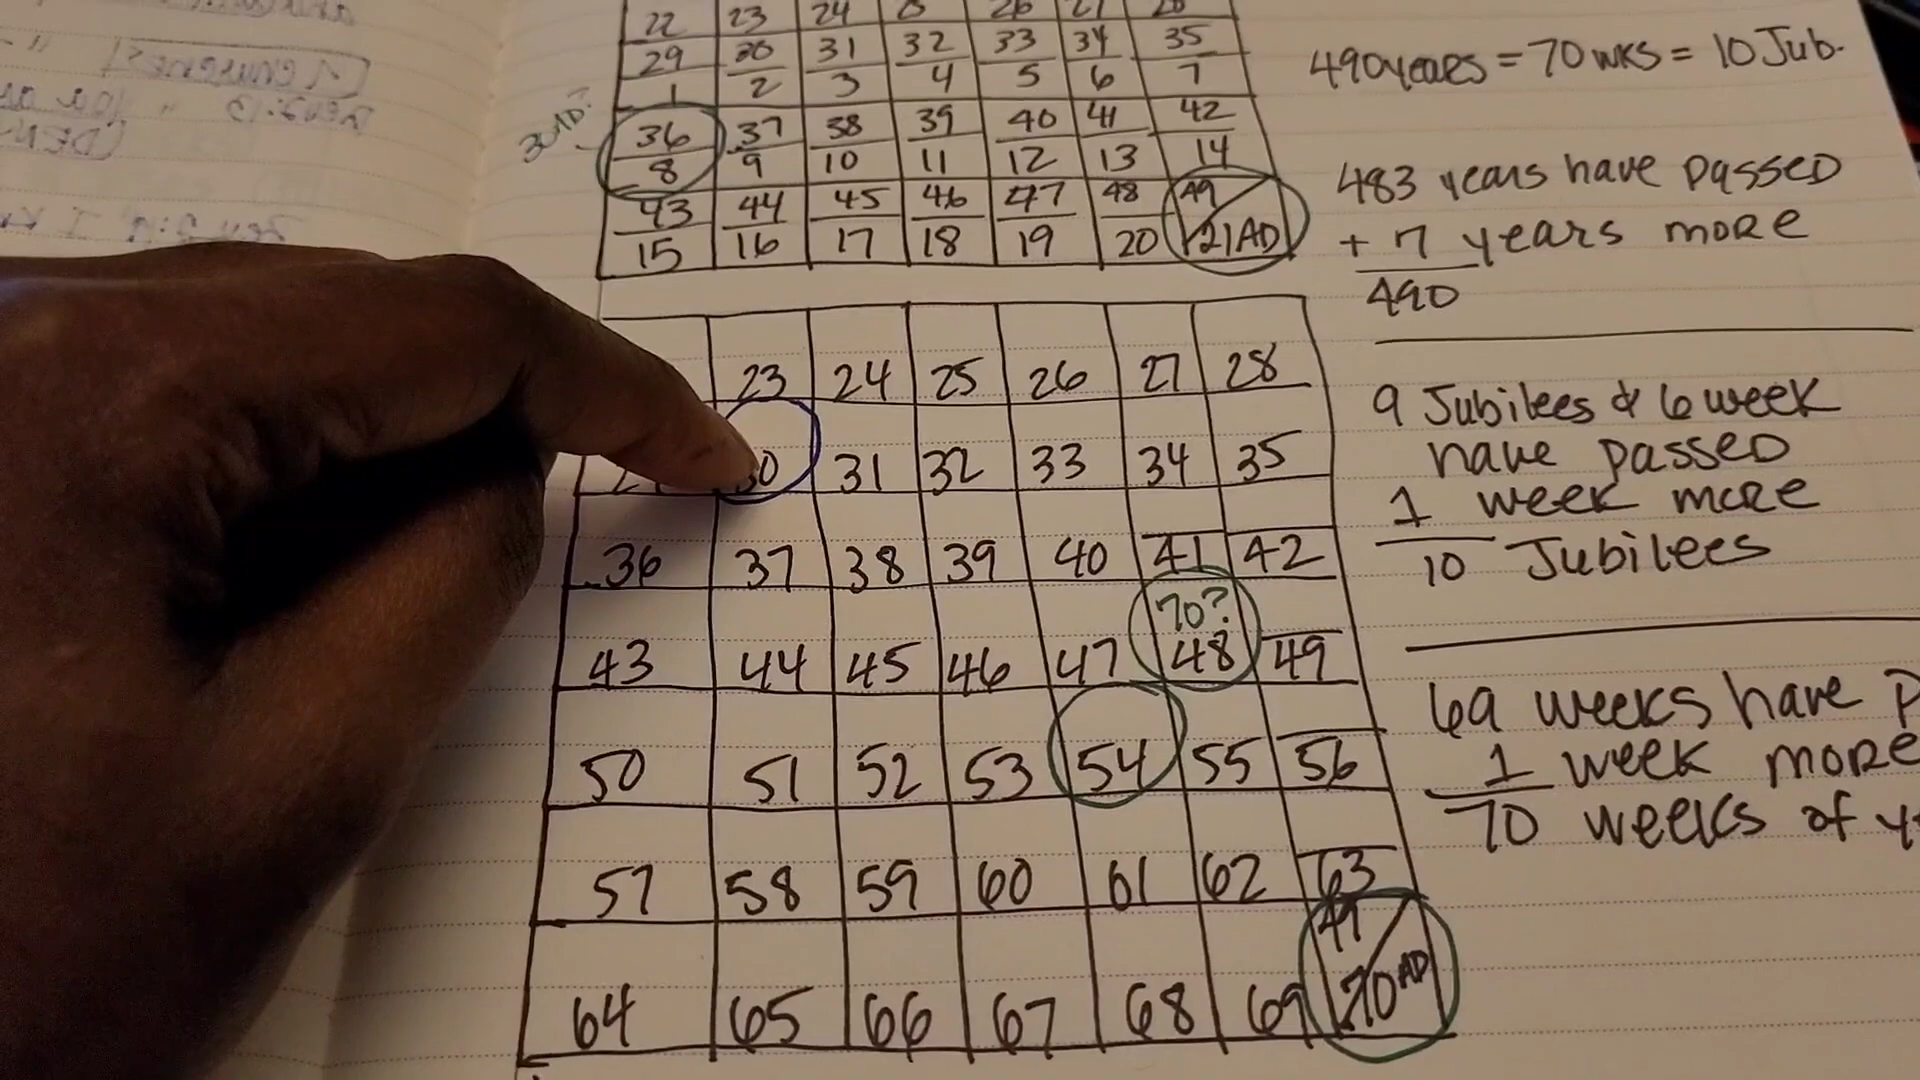 22 23 24 25 26 27 28
29 30 31 32 33 34 35
1 2 3 4 5 6 7
30AD?
36 37 38 39 40 41 42
8 9 10 11 12 13 14
43 44 45 46 47 48 49
15 16 17 18 19 20 21AD
23 24 25 26 27 28
30 31 32 33 34 35
36 37 38 39 40 41 42
70?
43 44 45 46 47 48 49
50 51 52 53 54 55 56
57 58 59 60 61 62 63
49
64 65 66 67 68 69 70AD
490years = 70wks = 10 Jub.
483 years have passed
+ 7 years more
490
9 Jubilees & 6 week
have passed
1 week more
10 Jubilees
69 weeks have
1 week more
70 weeks of